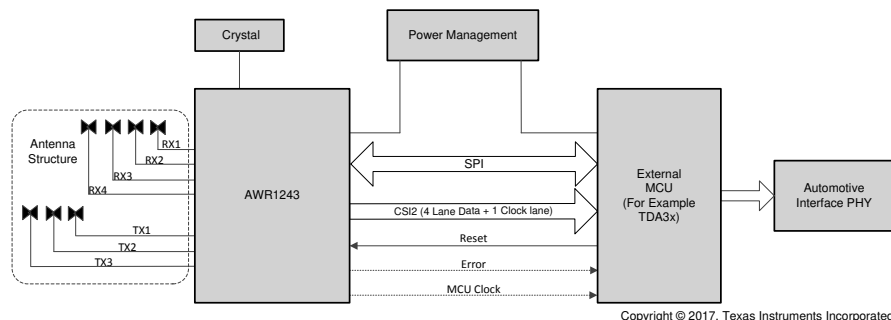 Crystal
Power Management
Antenna
Structure
RX1
RX2
RX3
RX4
TX1
TX2
TX3
AWR1243
SPI
CSI2 (4 Lane Data + 1 Clock lane)
Reset
Error
MCU Clock
External
MCU
(For Example
TDA3x)
Automotive
Interface PHY
Copyright © 2017, Texas Instruments Incorporated